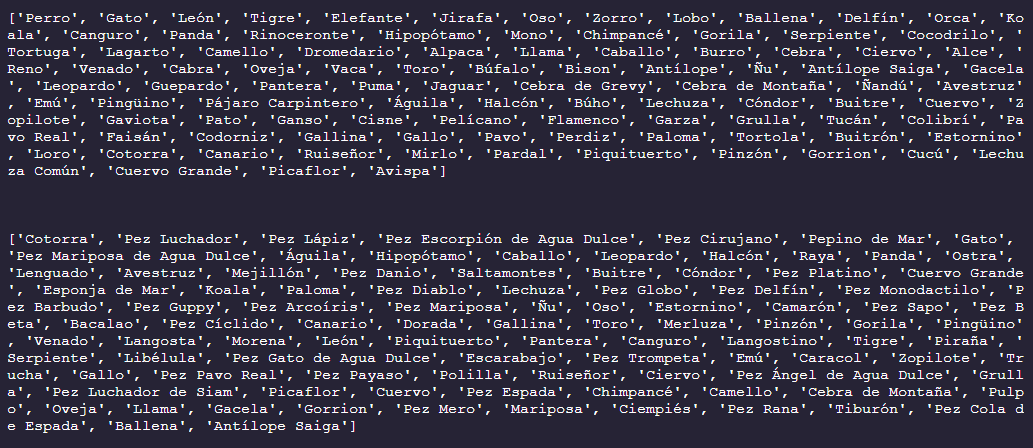 ['Perro', 'Gato', 'León', 'Tigre', 'Elefante', 'Jirafa', 'Oso', 'Zorro', 'Lobo', 'Ballena', 'Delfín', 'Orca', 'Ko
ala', 'Canguro', 'Panda', 'Rinoceronte', 'Hipopótamo', 'Mono', 'Chimpancé', 'Gorila', 'Serpiente', 'Cocodrilo', '
Tortuga', 'Lagarto', 'Camello', 'Dromedario', 'Alpaca', 'Llama', 'Caballo', 'Burro', 'Cebra', 'Ciervo', 'Alce', '
Reno', 'Venado', 'Cabra', 'Oveja', 'Vaca', 'Toro', 'Búfalo', 'Bison', 'Antílope', 'Ñu', 'Antílope Saiga', 'Gacela
', 'Leopardo', 'Guepardo', 'Pantera', 'Puma', 'Jaguar', 'Cebra de Grevy', 'Cebra de Montaña', 'Ñandú', 'Avestruz'
, 'Emú', 'Pingüino', 'Pájaro Carpintero', 'Águila', 'Halcón', 'Búho', 'Lechuza', 'Cóndor', 'Buitre', 'Cuervo', 'Z
opilote', 'Gaviota', 'Pato', 'Ganso', 'Cisne', 'Pelícano', 'Flamenco', 'Garza', 'Grulla', 'Tucán', 'Colibrí', 'Pa
vo Real', 'Faisán', 'Codorniz', 'Gallina', 'Gallo', 'Pavo', 'Perdiz', 'Paloma', 'Tortola', 'Buitrón', 'Estornino'
, 'Loro', 'Cotorra', 'Canario', 'Ruiseñor', 'Mirlo', 'Pardal', 'Piquituerto', 'Pinzón', 'Gorrion', 'Cucú', 'Lechu
za Común', 'Cuervo Grande', 'Picaflor', 'Avispa']
['Cotorra', 'Pez Luchador', 'Pez Lápiz', 'Pez Escorpión de Agua Dulce', 'Pez Cirujano', 'Pepino de Mar', 'Gato',
'Pez Mariposa de Agua Dulce', 'Águila', 'Hipopótamo', 'Caballo', 'Leopardo', 'Halcón', 'Raya', 'Panda', 'Ostra',
'Lenguado', 'Avestruz', 'Mejillón', 'Pez Danio', 'Saltamontes', 'Buitre', 'Cóndor', 'Pez Platino', 'Cuervo Grande
', 'Esponja de Mar', 'Koala', 'Paloma', 'Pez Diablo', 'Lechuza', 'Pez Globo', 'Pez Delfín', 'Pez Monodactilo', 'P
ez Barbudo', 'Pez Guppy', 'Pez Arcoíris', 'Pez Mariposa', 'Ñu', 'Oso', 'Estornino', 'Camarón', 'Pez Sapo', 'Pez B
eta', 'Bacalao', 'Pez Cíclido', 'Canario', 'Dorada', 'Gallina', 'Toro', 'Merluza', 'Pinzón', 'Gorila', 'Pingüino'
, 'Venado', 'Langosta', 'Morena', 'León', 'Piquituerto', 'Pantera', 'Canguro', 'Langostino', 'Tigre', 'Piraña', '
Serpiente', 'Libélula', 'Pez Gato de Agua Dulce', 'Escarabajo', 'Pez Trompeta', 'Emú', 'Caracol', 'Zopilote', 'Tr
ucha', 'Gallo', 'Pez Pavo Real', 'Pez Payaso', 'Polilla', 'Ruiseñor', 'Ciervo', 'Pez Ángel de Agua Dulce', 'Grull
a', 'Pez Luchador de Siam', 'Picaflor', 'Cuervo', 'Pez Espada', 'Chimpancé', 'Camello', 'Cebra de Montaña', 'Pulp
o', 'Oveja', 'Llama', 'Gacela', 'Gorrion', 'Pez Mero', 'Mariposa', 'Ciempiés', 'Pez Rana', 'Tiburón', 'Pez Cola d
e Espada', 'Ballena', 'Antílope Saiga']